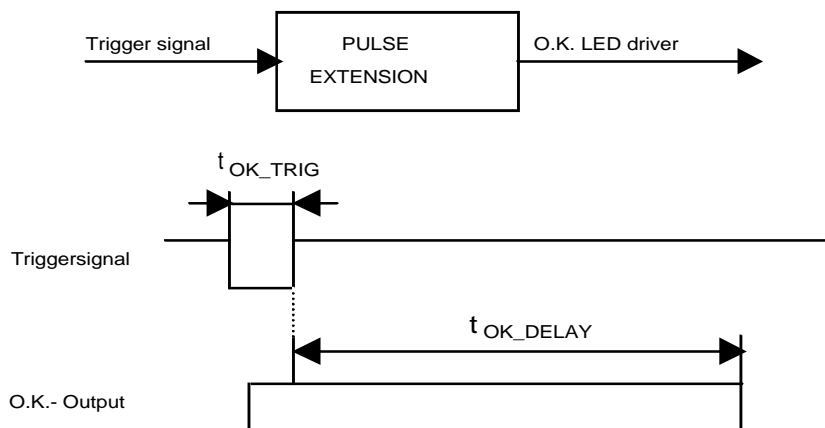 Trigger signal
PULSE
EXTENSION
O.K. LED driver
t OK_TRIG
Triggersignal
t OK_DELAY
O.K.- Output